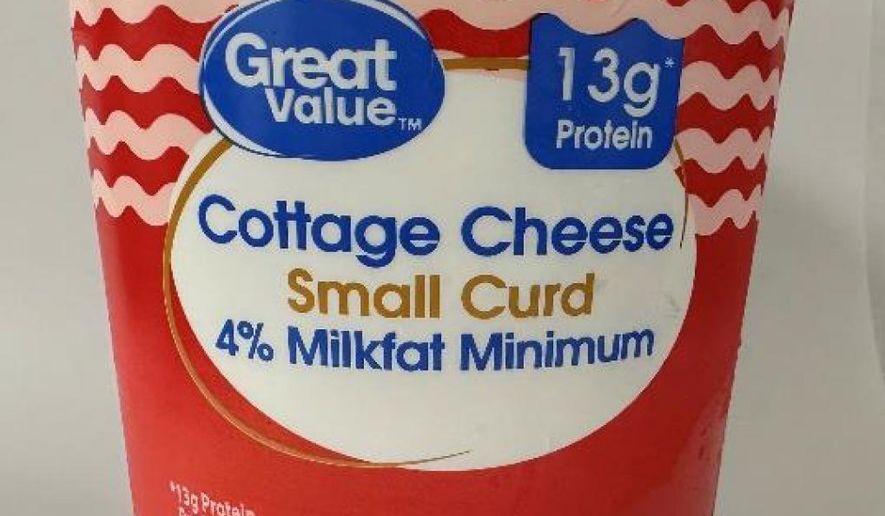 Great
Value™
13g*
Protein
Cottage Cheese
Small Curd
4% Milkfat Minimum
*13g Protein